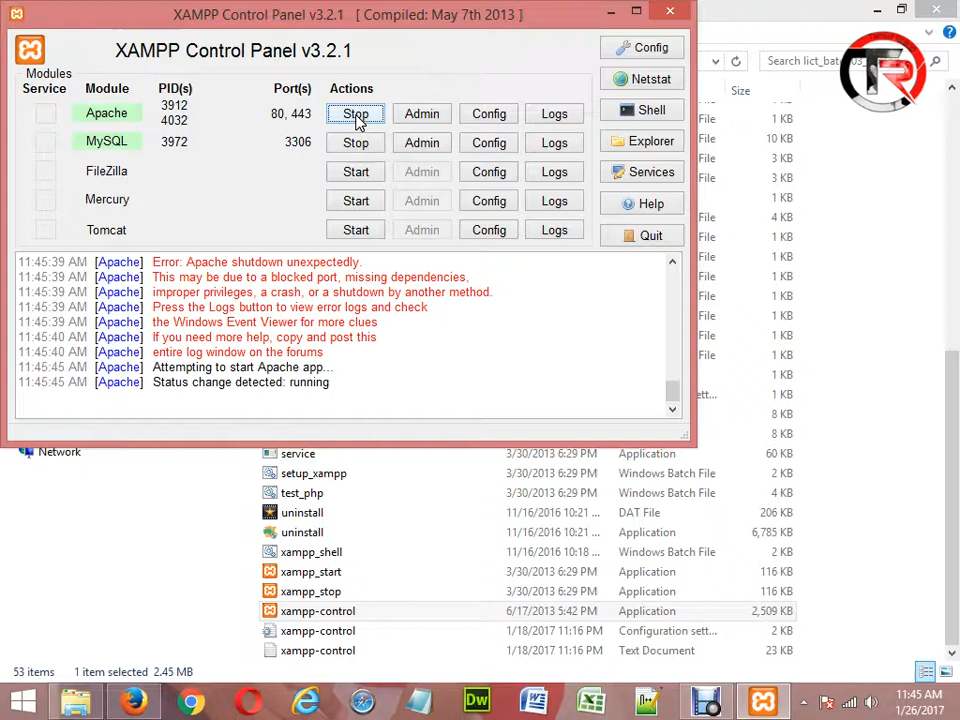 XAMPP Control Panel v3.2.1 [ Compiled: May 7th 2013 ]
XAMPP Control Panel v3.2.1
Config
Modules
Service Module PID(s) Port(s) Actions
Netstat
Apache 3912 4032 80, 443 Stop Admin Config Logs
Shell
MySQL 3972 3306 Stop Admin Config Logs
Explorer
FileZilla Start Admin Config Logs
Services
Mercury Start Admin Config Logs
Help
Tomcat Start Admin Config Logs
Quit
11:45:39 AM [Apache] Error: Apache shutdown unexpectedly.
11:45:39 AM [Apache] This may be due to a blocked port, missing dependencies,
11:45:39 AM [Apache] improper privileges, a crash, or a shutdown by another method.
11:45:39 AM [Apache] Press the Logs button to view error logs and check
11:45:39 AM [Apache] the Windows Event Viewer for more clues
11:45:40 AM [Apache] If you need more help, copy and post this
11:45:40 AM [Apache] entire log window on the forums
11:45:45 AM [Apache] Attempting to start Apache app...
11:45:45 AM [Apache] Status change detected: running
Search lict_bat
Size
File 1 KB
File 1 KB
File 3 KB
File 3 KB
File
File 4 KB
File 1 KB
File 2 KB
File 1 KB
File 1 KB
File 1 KB
File 1 KB
File 1 KB
File 1 KB
ett... 1 KB
8 KB
8 KB
Network
service 3/30/2013 6:29 PM Application 60 KB
setup_xampp 3/30/2013 6:29 PM Windows Batch File 2 KB
test_php 3/30/2013 6:29 PM Windows Batch File 4 KB
uninstall 11/16/2016 10:21 ... DAT File 206 KB
uninstall 11/16/2016 10:21 ... Application 6,785 KB
xampp_shell 11/16/2016 10:18 ... Windows Batch File 2 KB
xampp_start 3/30/2013 6:29 PM Application 116 KB
xampp_stop 3/30/2013 6:29 PM Application 116 KB
xampp-control 6/17/2013 5:42 PM Application 2,509 KB
xampp-control 1/18/2017 11:16 PM Configuration sett... 2 KB
xampp-control 1/18/2017 11:16 PM Text Document 23 KB
53 items 1 item selected 2.45 MB
Dw
11:45 AM
1/26/2017